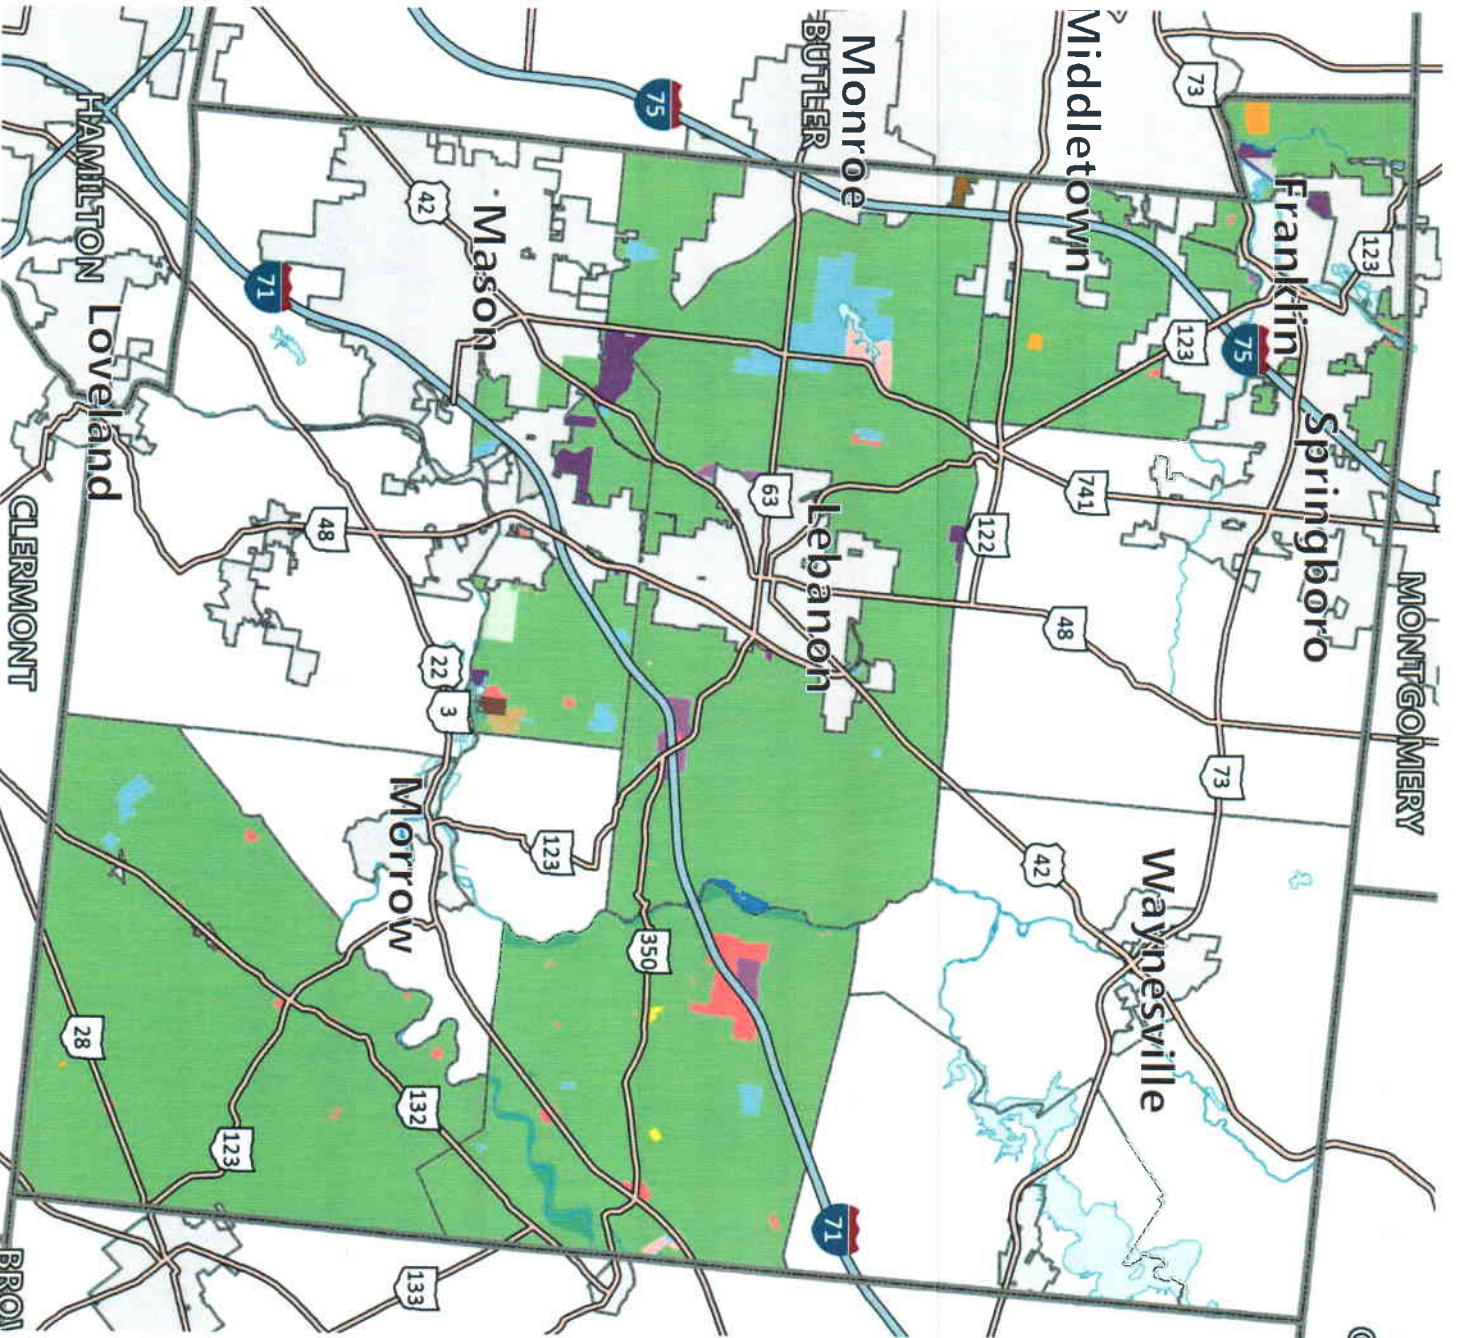 MONTGOMERY
123
Franklin
Springboro
73
123
75
Middletown
741
73
Waynesville
122
48
42
Monroe
BUTLER
Lebanon
63
75
71
350
Mason
42
123
Morrow
22
3
132
133
71
48
123
HAMILTON
Loveland
28
CLERMONT